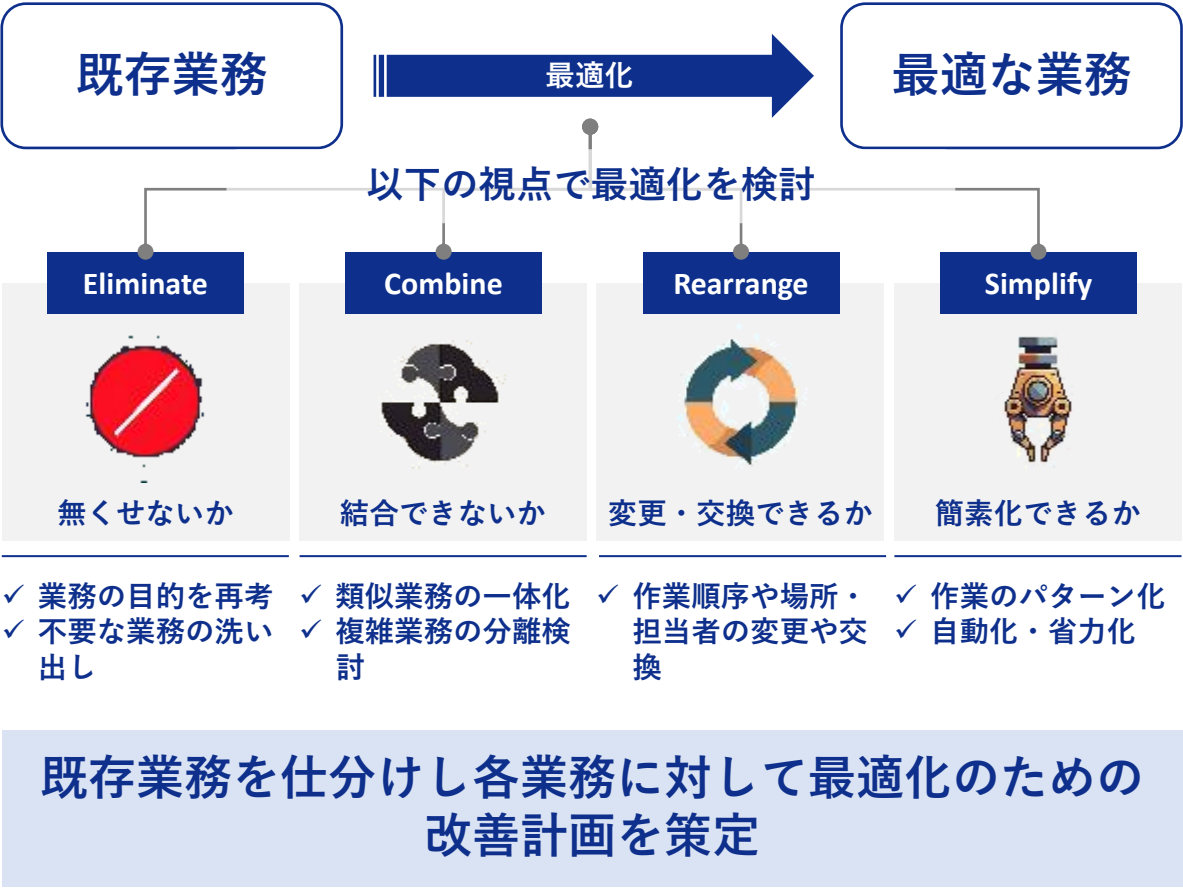 既存業務
最適化
最適な業務
以下の視点で最適化を検討
Eliminate
Combine
Rearrange
Simplify
無くせないか
結合できないか
変更・交換できるか
簡素化できるか
✓ 業務の目的を再考
✓ 不要な業務の洗い
出し
✓ 類似業務の一体化
✓ 複雑業務の分離検
討
✓ 作業順序や場所・
担当者の変更や交
換
✓ 作業のパターン化
✓ 自動化・省力化
既存業務を仕分けし各業務に対して最適化のための
改善計画を策定